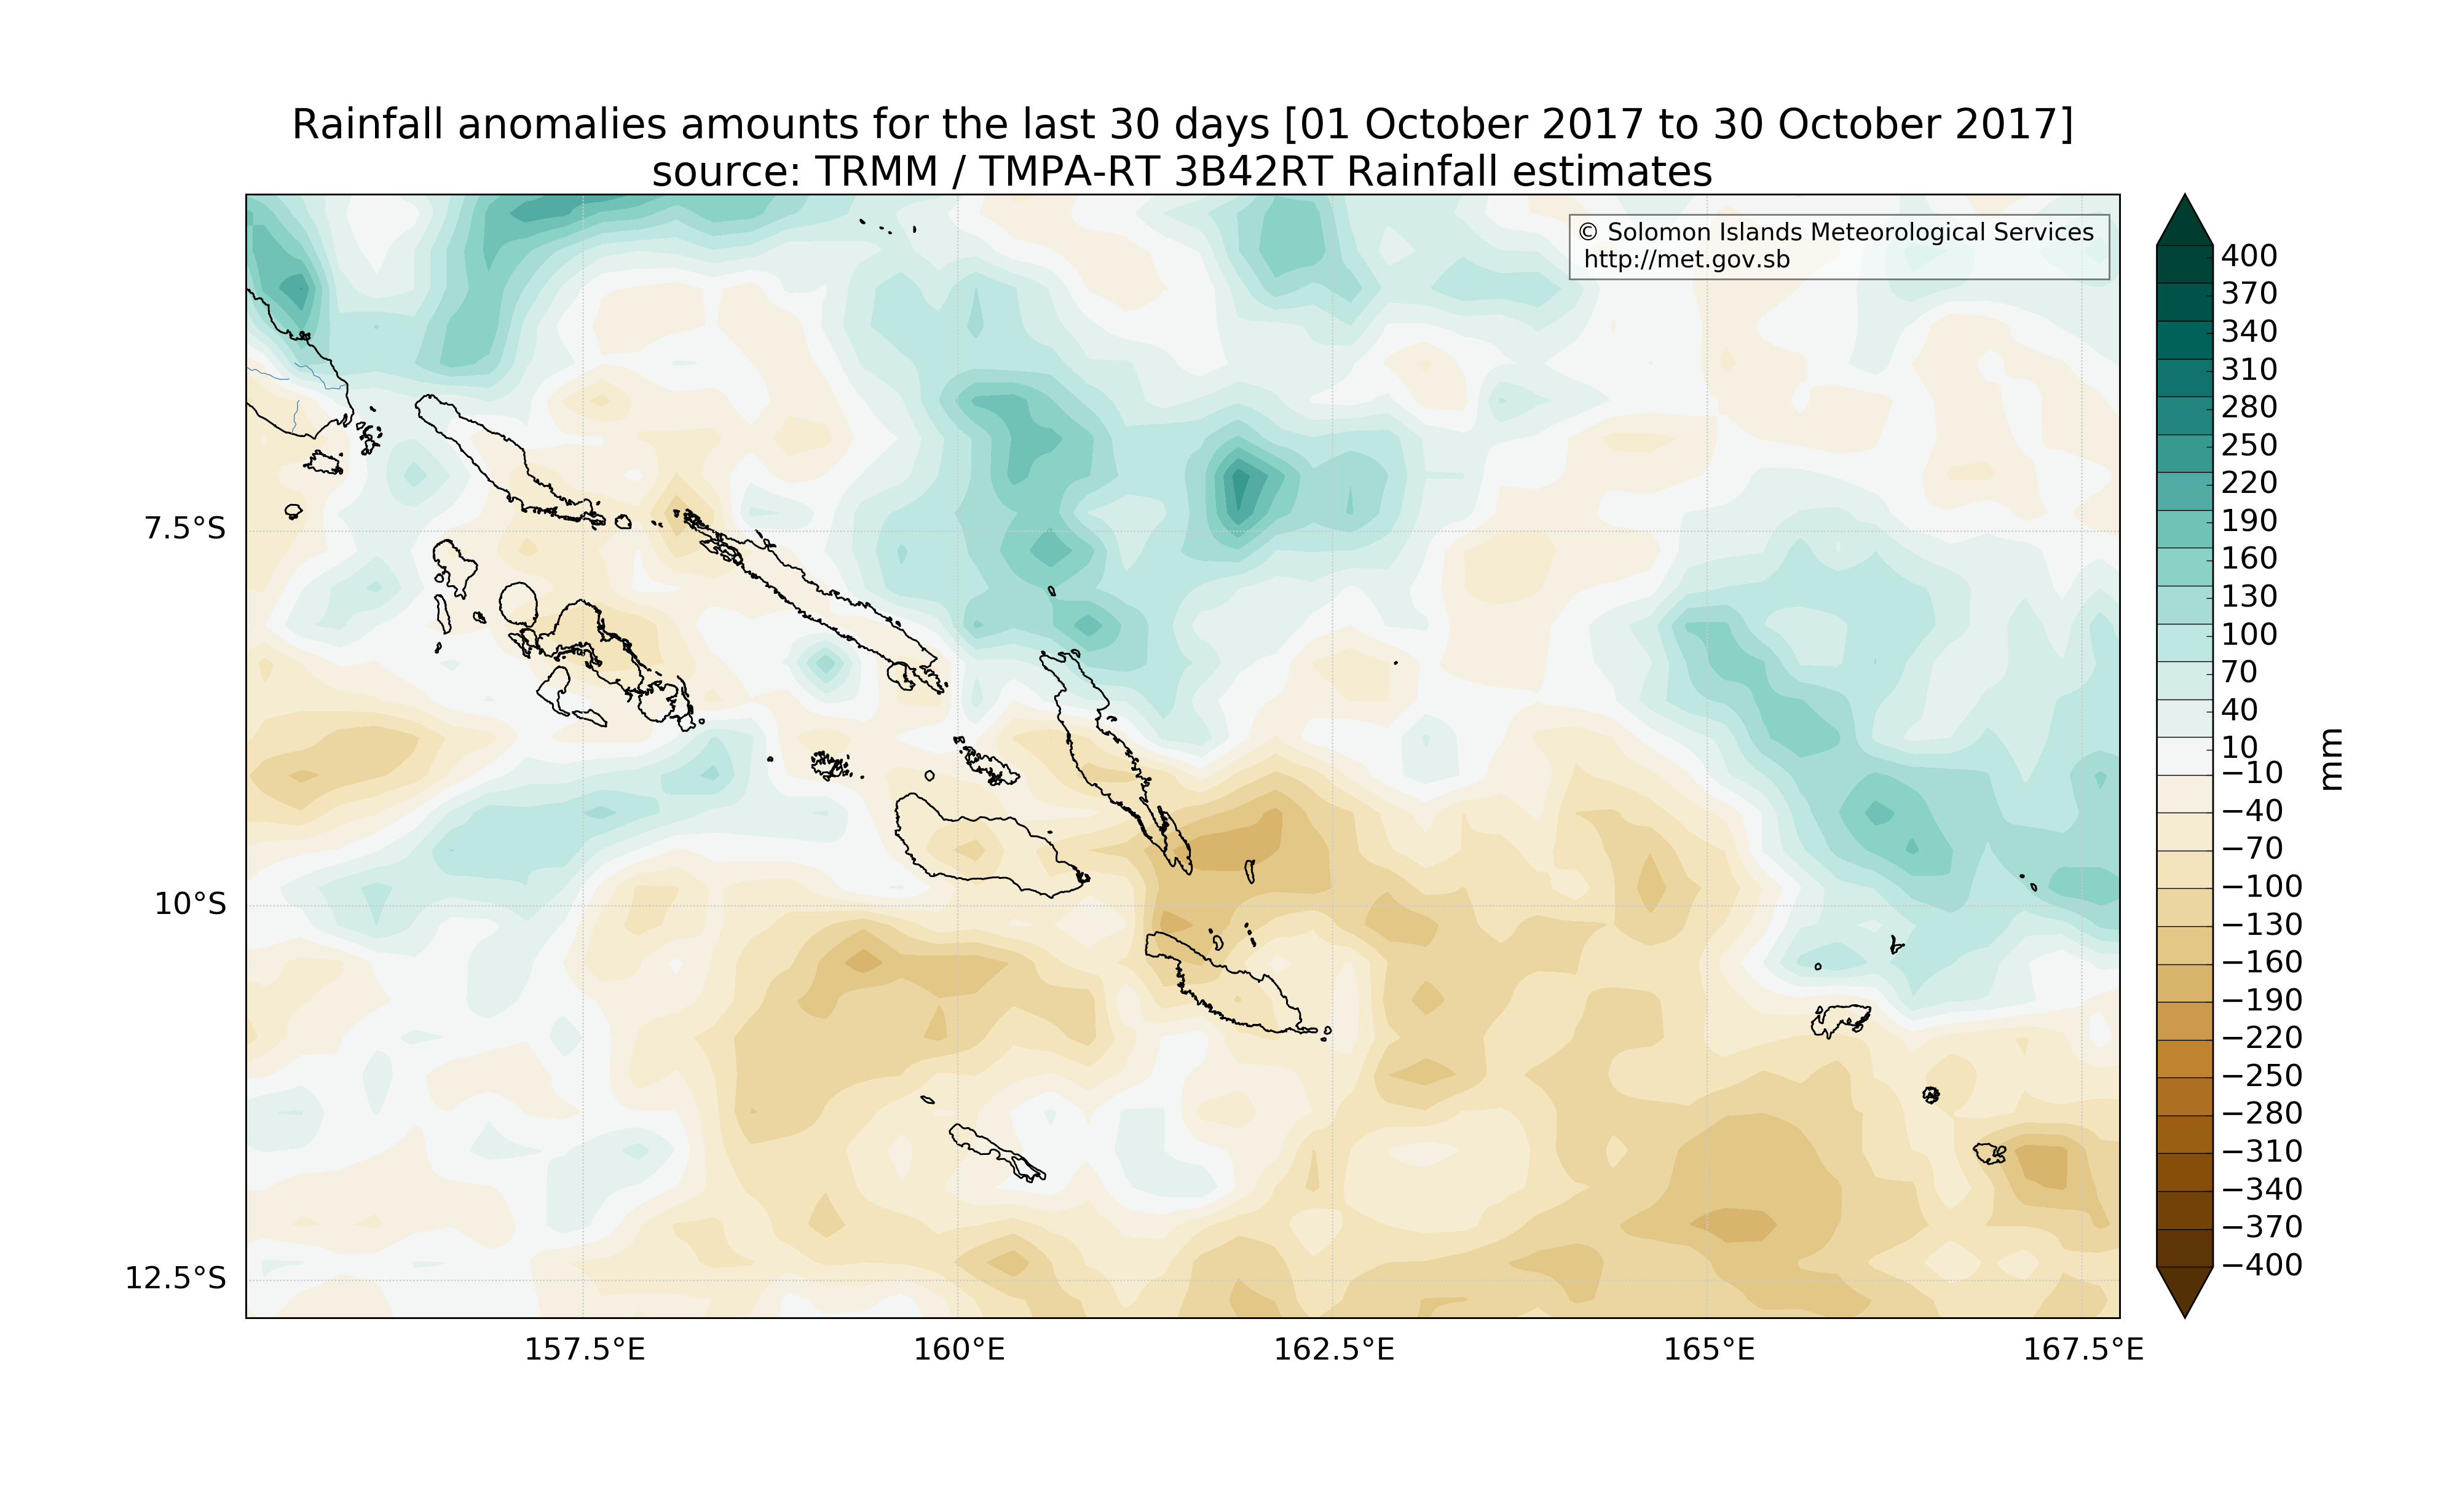 Rainfall anomalies amounts for the last 30 days [01 October 2017 to 30 October 2017]
source: TRMM / TMPA-RT 3B42RT Rainfall estimates
© Solomon Islands Meteorological Services
http://met.gov.sb
7.5°S
10°S
12.5°S
157.5°E
160°E
162.5°E
165°E
167.5°E
400
370
340
310
280
250
220
190
160
130
100
70
40
10
−10
−40
−70
−100
−130
−160
−190
−220
−250
−280
−310
−340
−370
−400
mm